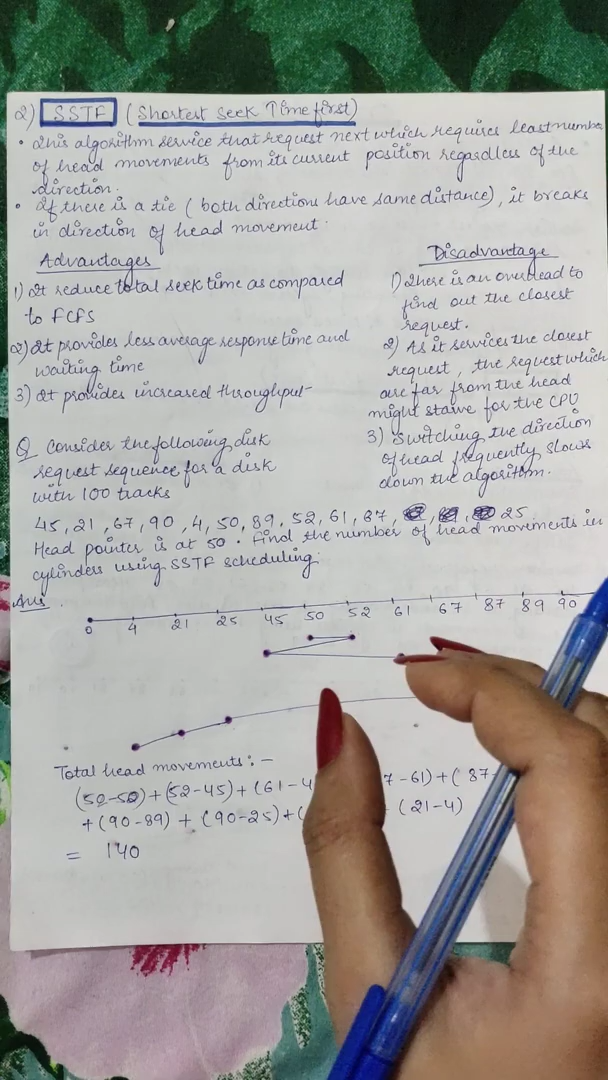 2) SSTF (Shortest Seek Time first)
• This algorithm service that request next which requires least number
of head movements from its current position regardless of the
direction.
• If there is a tie (both directions have same distance), it breaks
in direction of head movement.
Advantages
1) It reduce total seek time as compared
to FCFS
2) It provides less average response time and
waiting time
3) It provides increased throughput
Disadvantage
1) There is an overhead to
find out the closest
request.
2) As it services the closest
request, the request which
are far from the head
might starve for the CPU
3) Switching the direction
of head frequently slows
down the algorithm.
Q Consider the following disk
request sequence for a disk
with 100 tracks
45, 21, 67, 90, 4, 50, 89, 52, 61, 87, 25
Head pointer is at 50. Find the number of head movements in
cylinders using SSTF scheduling.
Ans
0 4 21 25 45 50 52 61 67 87 89 90
Total head movements :-
(52-50)+(52-45)+(61-4 7-61)+(87-
+(90-89)+(90-25)+( (21-4)
= 140